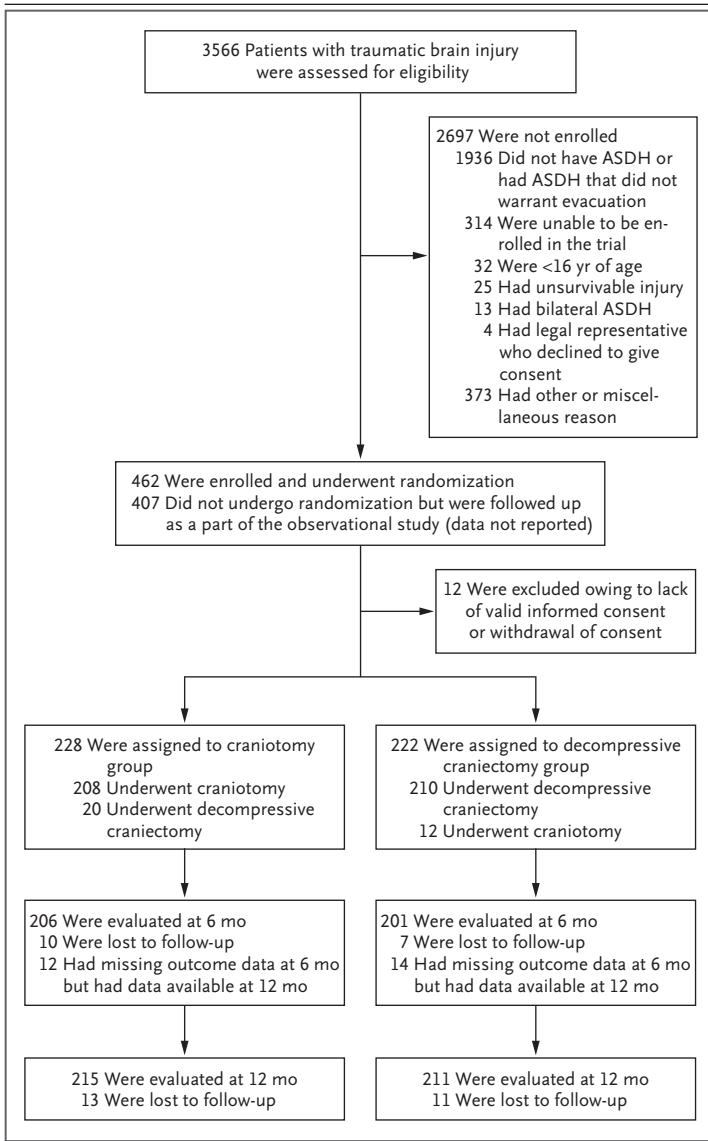 3566 Patients with traumatic brain injury
were assessed for eligibility
2697 Were not enrolled
1936 Did not have ASDH or
had ASDH that did not
warrant evacuation
314 Were unable to be en-
rolled in the trial
32 Were <16 yr of age
25 Had unsurvivable injury
13 Had bilateral ASDH
4 Had legal representative
who declined to give
consent
373 Had other or miscel-
laneous reason
462 Were enrolled and underwent randomization
407 Did not undergo randomization but were followed up
as a part of the observational study (data not reported)
12 Were excluded owing to lack
of valid informed consent
or withdrawal of consent
228 Were assigned to craniotomy
group
208 Underwent craniotomy
20 Underwent decompressive
craniectomy
222 Were assigned to decompressive
craniectomy group
210 Underwent decompressive
craniectomy
12 Underwent craniotomy
206 Were evaluated at 6 mo
10 Were lost to follow-up
12 Had missing outcome data at 6 mo
but had data available at 12 mo
201 Were evaluated at 6 mo
7 Were lost to follow-up
14 Had missing outcome data at 6 mo
but had data available at 12 mo
215 Were evaluated at 12 mo
13 Were lost to follow-up
211 Were evaluated at 12 mo
11 Were lost to follow-up